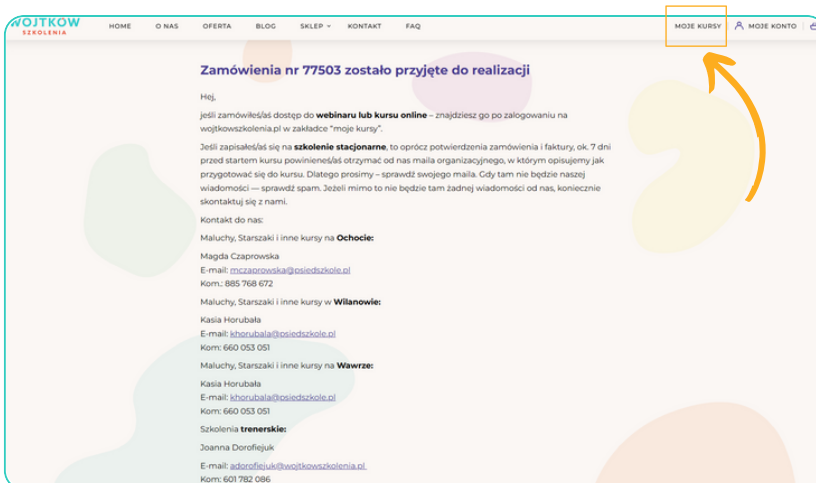 WOJTKOW
SZKOLENIA
HOME O NAS OFERTA BLOG SKLEP KONTAKT FAQ MOJE KURSY MOJE KONTO
Zamówienia nr 77503 zostało przyjęte do realizacji
Hej,
jeśli zamówiłeś/aś dostęp do webinaru lub kursu online – znajdziesz go po zalogowaniu na
wojtkowszkolenia.pl w zakładce "moje kursy".
Jeśli zapisałeś/aś się na szkolenie stacjonarne, to oprócz potwierdzenia zamówienia i faktury, ok. 7 dni
przed startem kursu powinieneś/aś otrzymać od nas maila organizacyjnego, w którym opisujemy jak
przygotować się do kursu. Dlatego prosimy – sprawdź swojego maila. Gdy tam nie będzie naszej
wiadomości — sprawdź spam. Jeżeli mimo to nie będzie tam żadnej wiadomości od nas, koniecznie
skontaktuj się z nami.
Kontakt do nas:
Maluchy, Starszaki i inne kursy na Ochocie:
Magda Czaprowska
E-mail: mczaprowska@psiedszkole.pl
Kom.: 885 768 672
Maluchy, Starszaki i inne kursy w Wilanowie:
Kasia Horubała
E-mail: khorubala@psiedszkole.pl
Kom: 660 053 051
Maluchy, Starszaki i inne kursy na Wawrze:
Kasia Horubała
E-mail: khorubala@psiedszkole.pl
Kom: 660 053 051
Szkolenia trenerskie:
Joanna Dorofiejuk
E-mail: adorofiejuk@wojtkowszkolenia.pl
Kom: 601 782 086